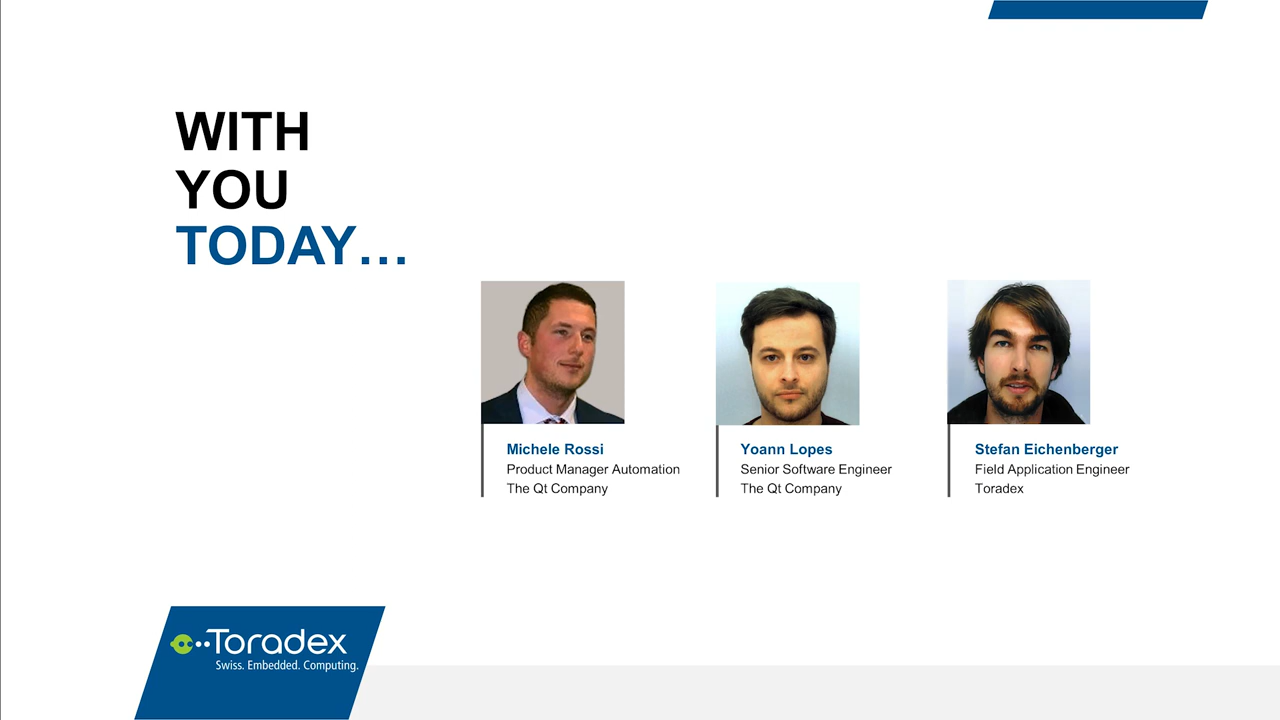 WITH
YOU
TODAY…
Michele Rossi
Product Manager Automation
The Qt Company
Yoann Lopes
Senior Software Engineer
The Qt Company
Stefan Eichenberger
Field Application Engineer
Toradex
Toradex
Swiss. Embedded. Computing.